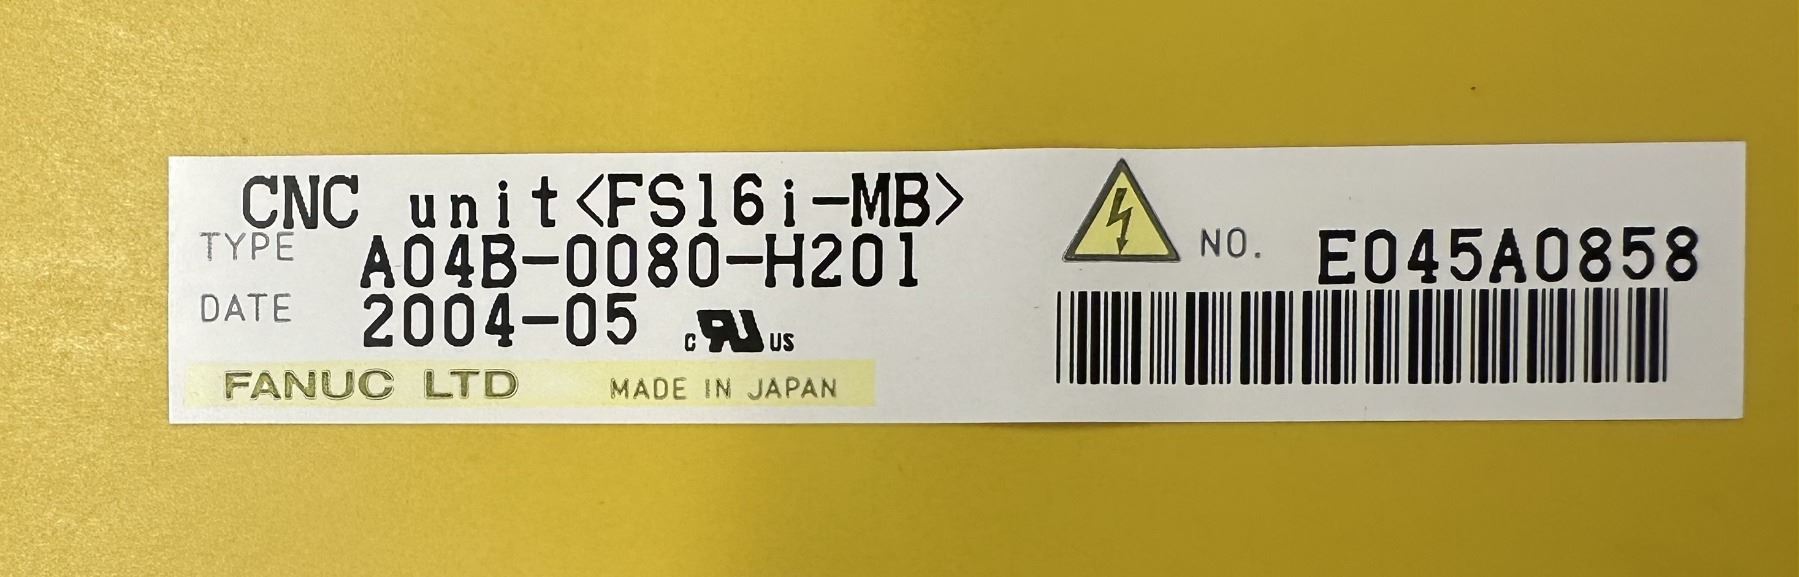 CNC unit<FS16i-MB>
TYPE A04B-0080-H201
DATE 2004-05 c RU US
FANUC LTD MADE IN JAPAN
NO. E045A0858